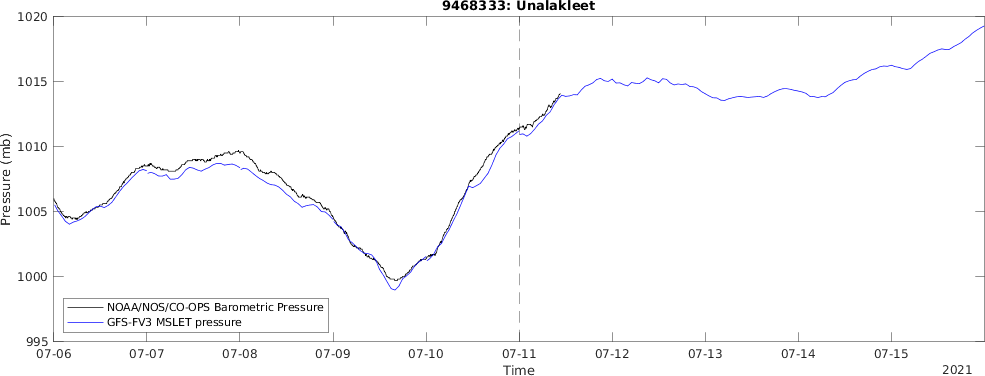 9468333: Unalakleet
1020
1015
1010
1005
1000
995
Pressure (mb)
NOAA/NOS/CO-OPS Barometric Pressure
GFS-FV3 MSLET pressure
07-06 07-07 07-08 07-09 07-10 07-11 07-12 07-13 07-14 07-15
Time
2021